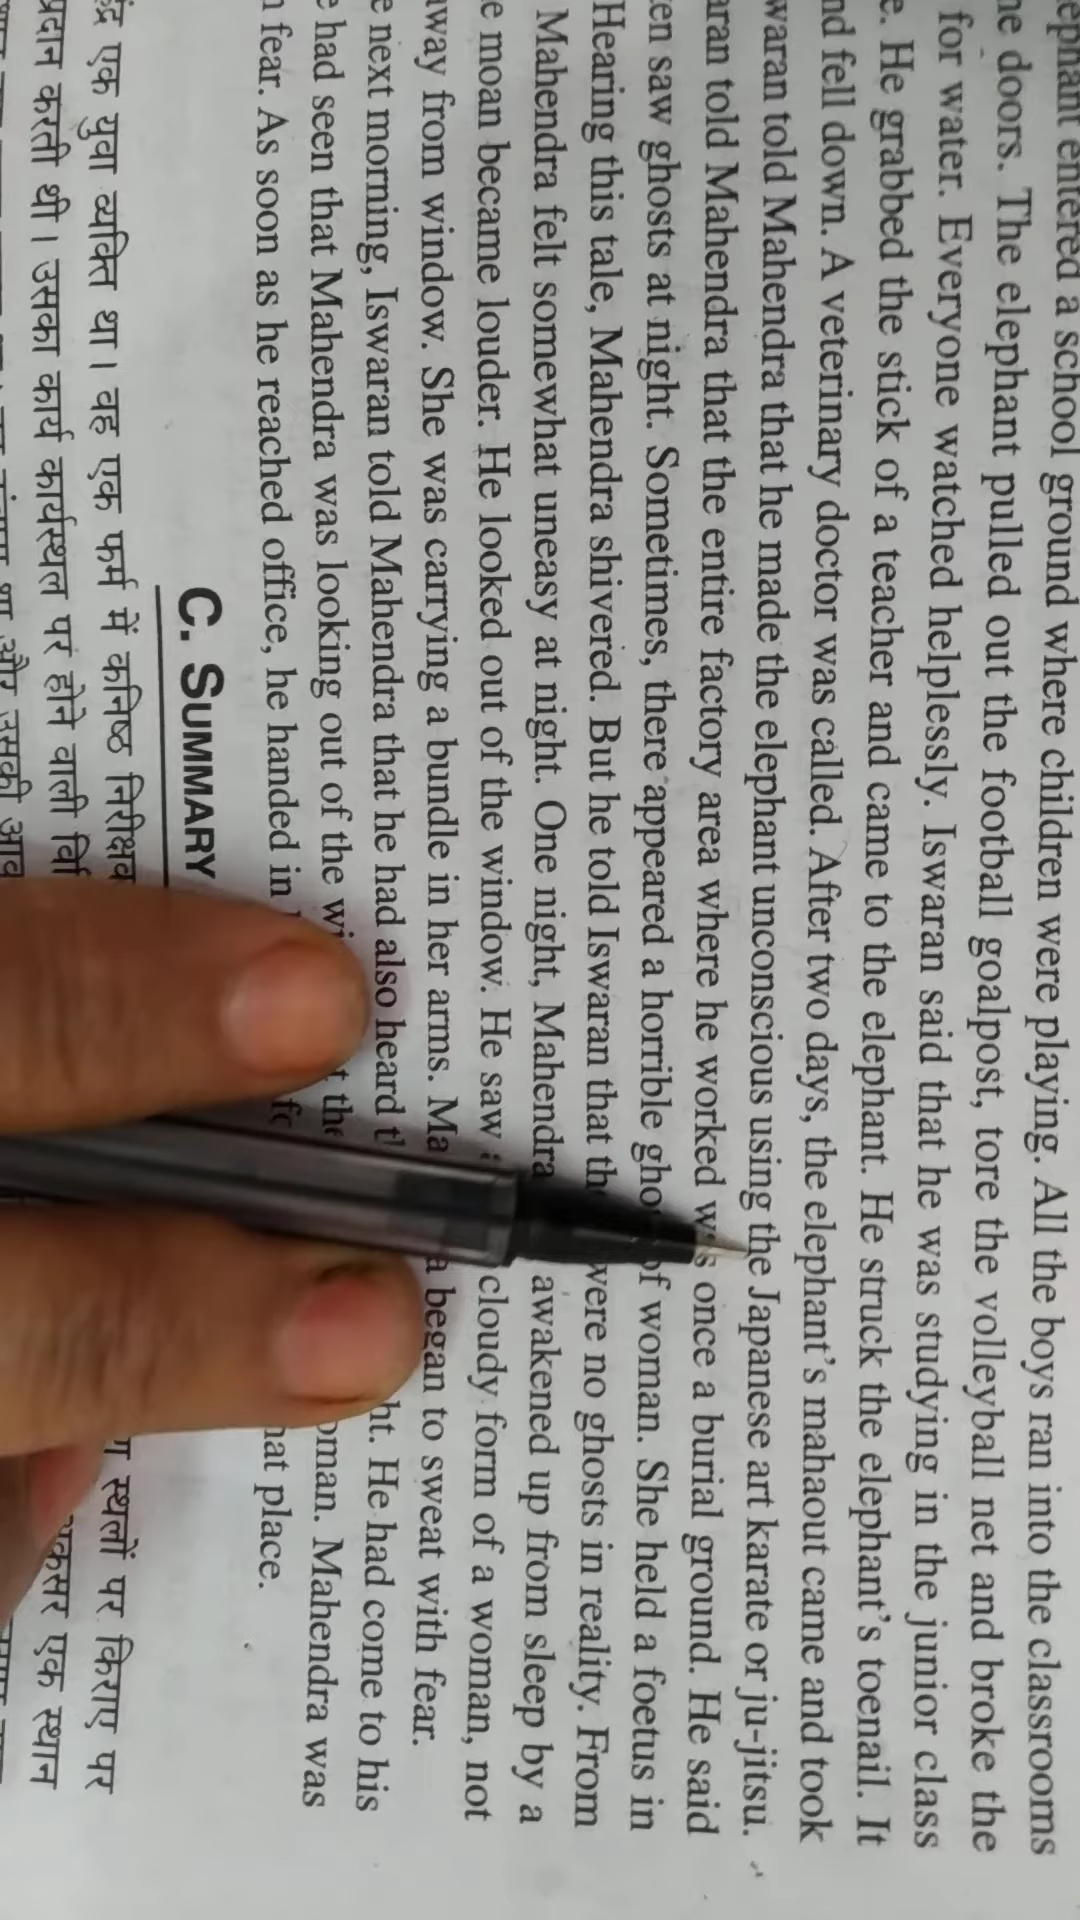 entered a school ground where children were playing. All the boys ran into the classrooms
doors. The elephant pulled out the football goalpost, tore the volleyball net and broke the
for water. Everyone watched helplessly. Iswaran said that he was studying in the junior class
He grabbed the stick of a teacher and came to the elephant. He struck the elephant's toenail. It
fell down. A veterinary doctor was called. After two days, the elephant's mahaout came and took
told Mahendra that he made the elephant unconscious using the Japanese art karate or ju-jitsu.
told Mahendra that the entire factory area where he worked was once a burial ground. He said
saw ghosts at night. Sometimes, there appeared a horrible of woman. She held a foetus in
Hearing this tale, Mahendra shivered. But he told Iswaran that were no ghosts in reality. From
Mahendra felt somewhat uneasy at night. One night, Mahendra awakened up from sleep by a
moan became louder. He looked out of the window. He saw cloudy form of a woman, not
away from window. She was carrying a bundle in her arms. began to sweat with fear.
next morning, Iswaran told Mahendra that he had also heard He had come to his
had seen that Mahendra was looking out of the Mahendra was
fear. As soon as he reached office, he handed in place.
C. SUMMARY
एक युवा व्यक्ति था। वह एक फर्म में कनिष्ठ स्थलों पर किराए पर
प्रदान करती थी। उसका कार्य कार्यस्थल पर होने वाली एक स्थान